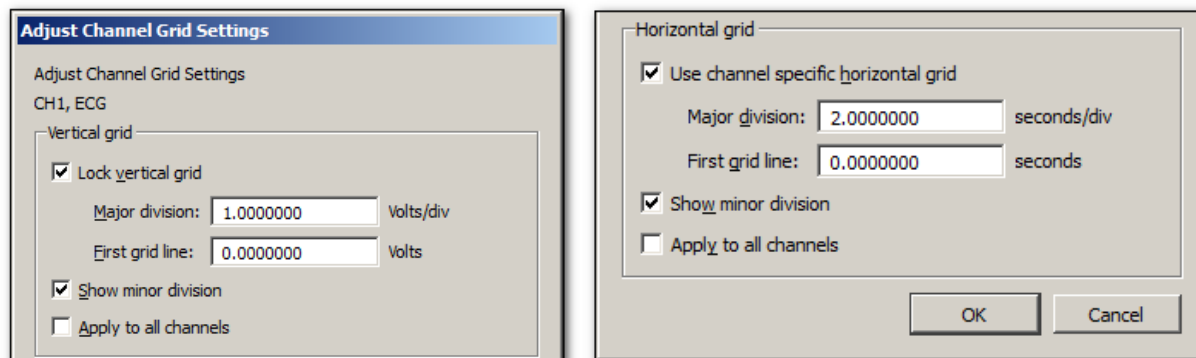 Adjust Channel Grid Settings
Adjust Channel Grid Settings
CH1, ECG
Vertical grid
Lock vertical grid
Major division: 1.0000000 Volts/div
First grid line: 0.0000000 Volts
Show minor division
Apply to all channels
Horizontal grid
Use channel specific horizontal grid
Major division: 2.0000000 seconds/div
First grid line: 0.0000000 seconds
Show minor division
Apply to all channels
OK Cancel